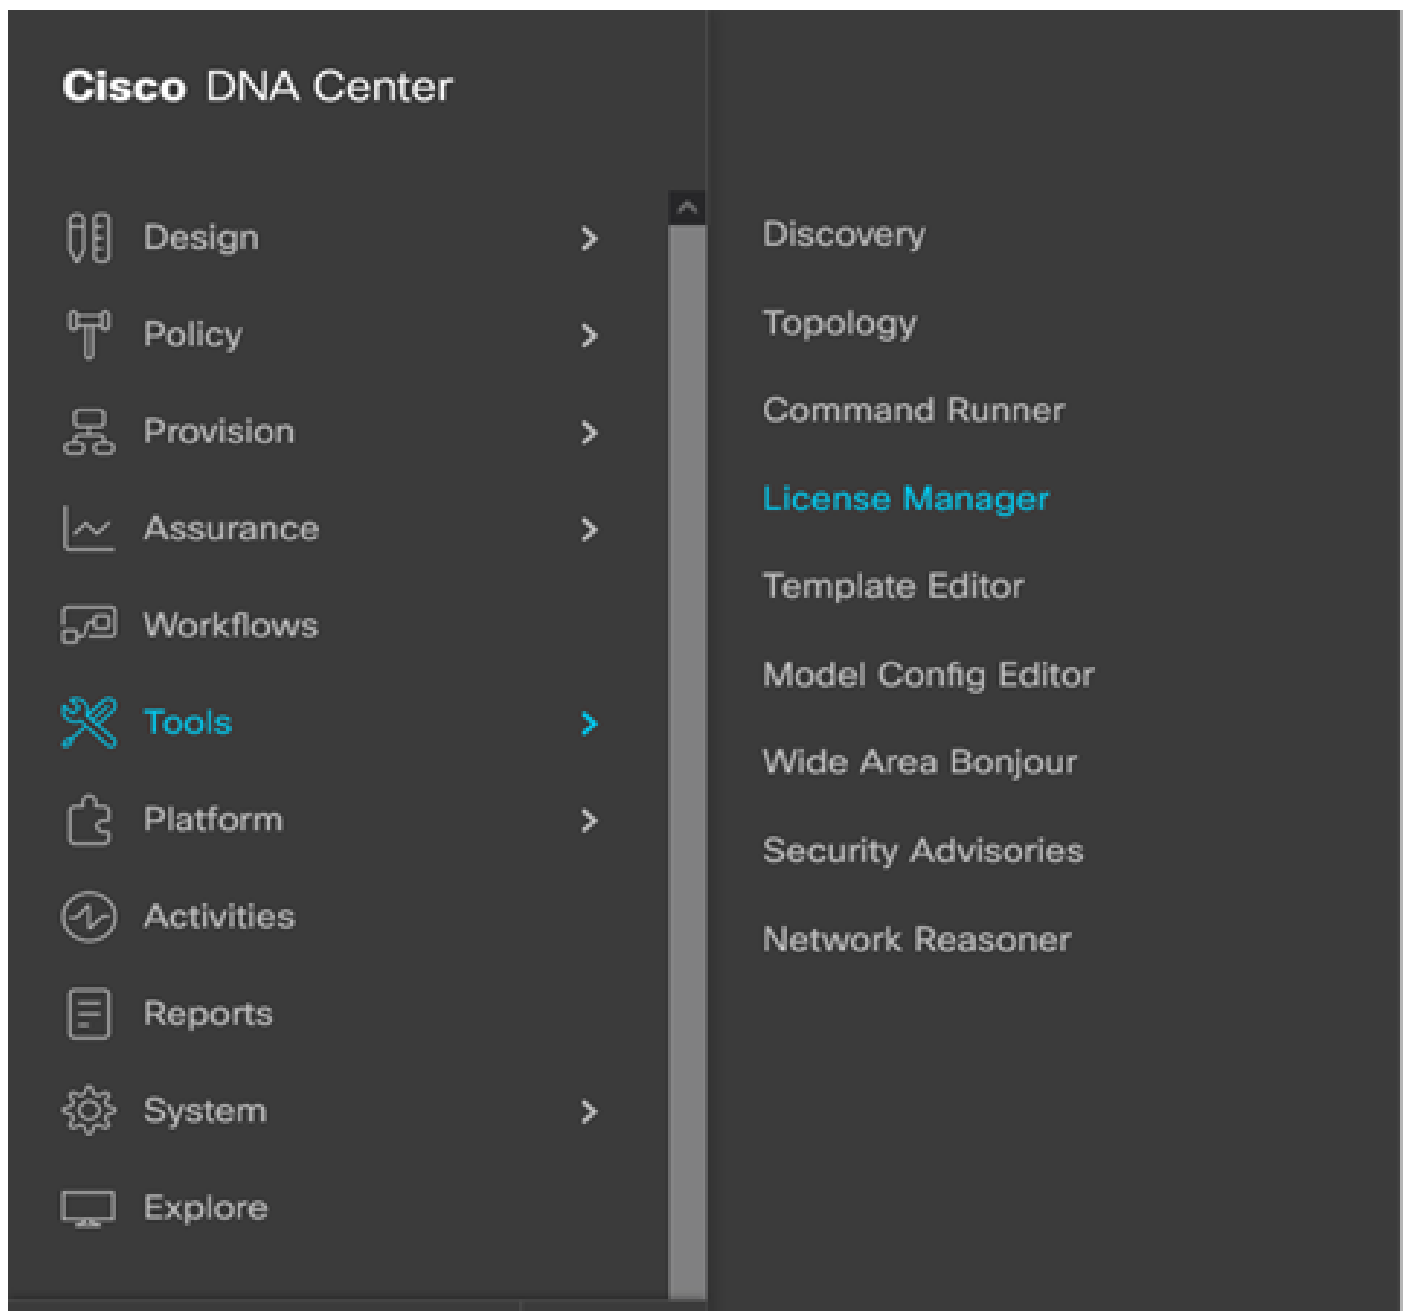 Cisco DNA Center
Design
Policy
Provision
Assurance
Workflows
Tools
Platform
Activities
Reports
System
Explore
Discovery
Topology
Command Runner
License Manager
Template Editor
Model Config Editor
Wide Area Bonjour
Security Advisories
Network Reasoner